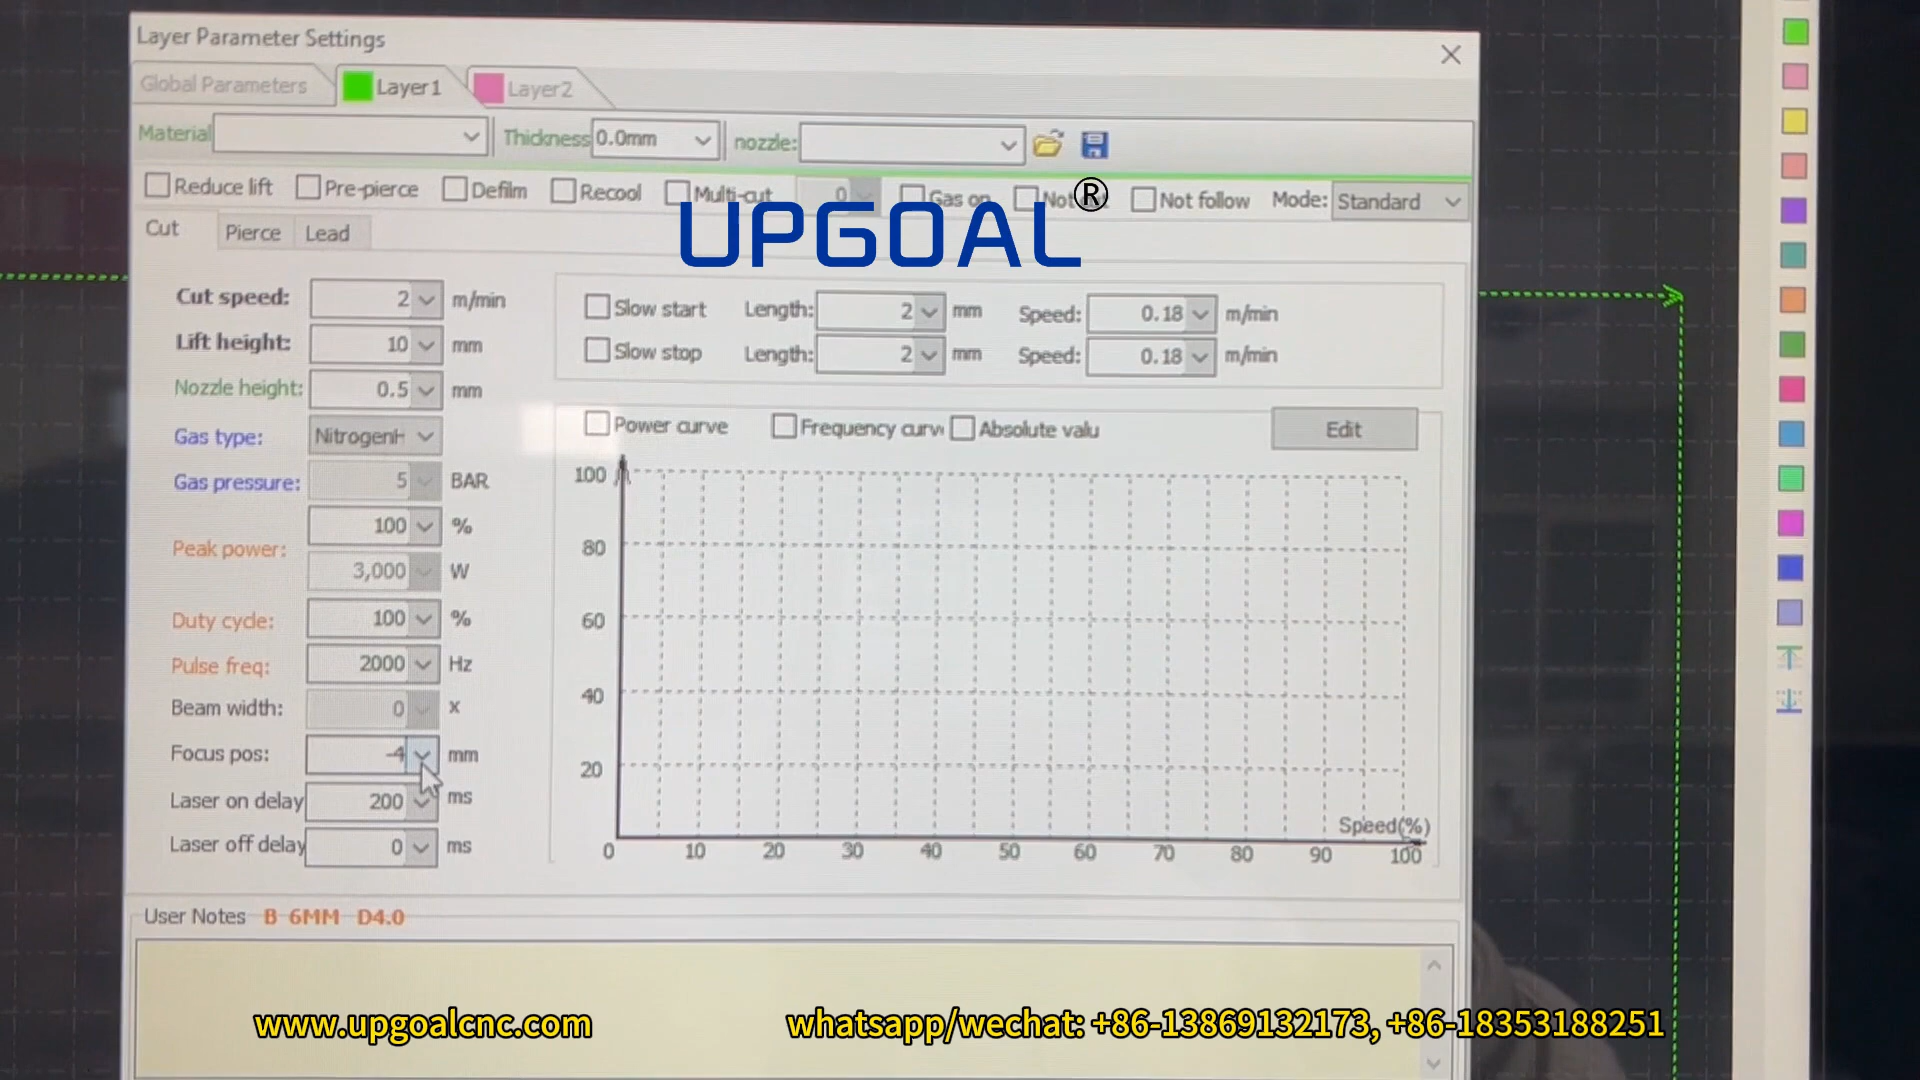 Layer Parameter Settings
Global Parameters Layer1 Layer2
Material Thickness 0.0mm nozzle:
Reduce lift Pre-pierce Defilm Recool Multi-cut 0 Gas on Not Not follow Mode: Standard
UPGOAL®
Cut Pierce Lead
Cut speed: 2 m/min
Slow start Length: 2 mm Speed: 0.18 m/min
Lift height: 10 mm
Slow stop Length: 2 mm Speed: 0.18 m/min
Nozzle height: 0.5 mm
Power curve Frequency curv Absolute valu Edit
Gas type: NitrogenH
Gas pressure: 5 BAR
Peak power: 100 %
3,000 W
Duty cycle: 100 %
Pulse freq: 2000 Hz
Beam width: 0 x
Focus pos: -4 mm
Laser on delay 200 ms
Laser off delay 0 ms
100
80
60
40
20
Speed(%)
0 10 20 30 40 50 60 70 80 90 100
User Notes B 6MM D4.0
www.upgoalcnc.com whatsapp/wechat: +86-13869132173, +86-18353188251